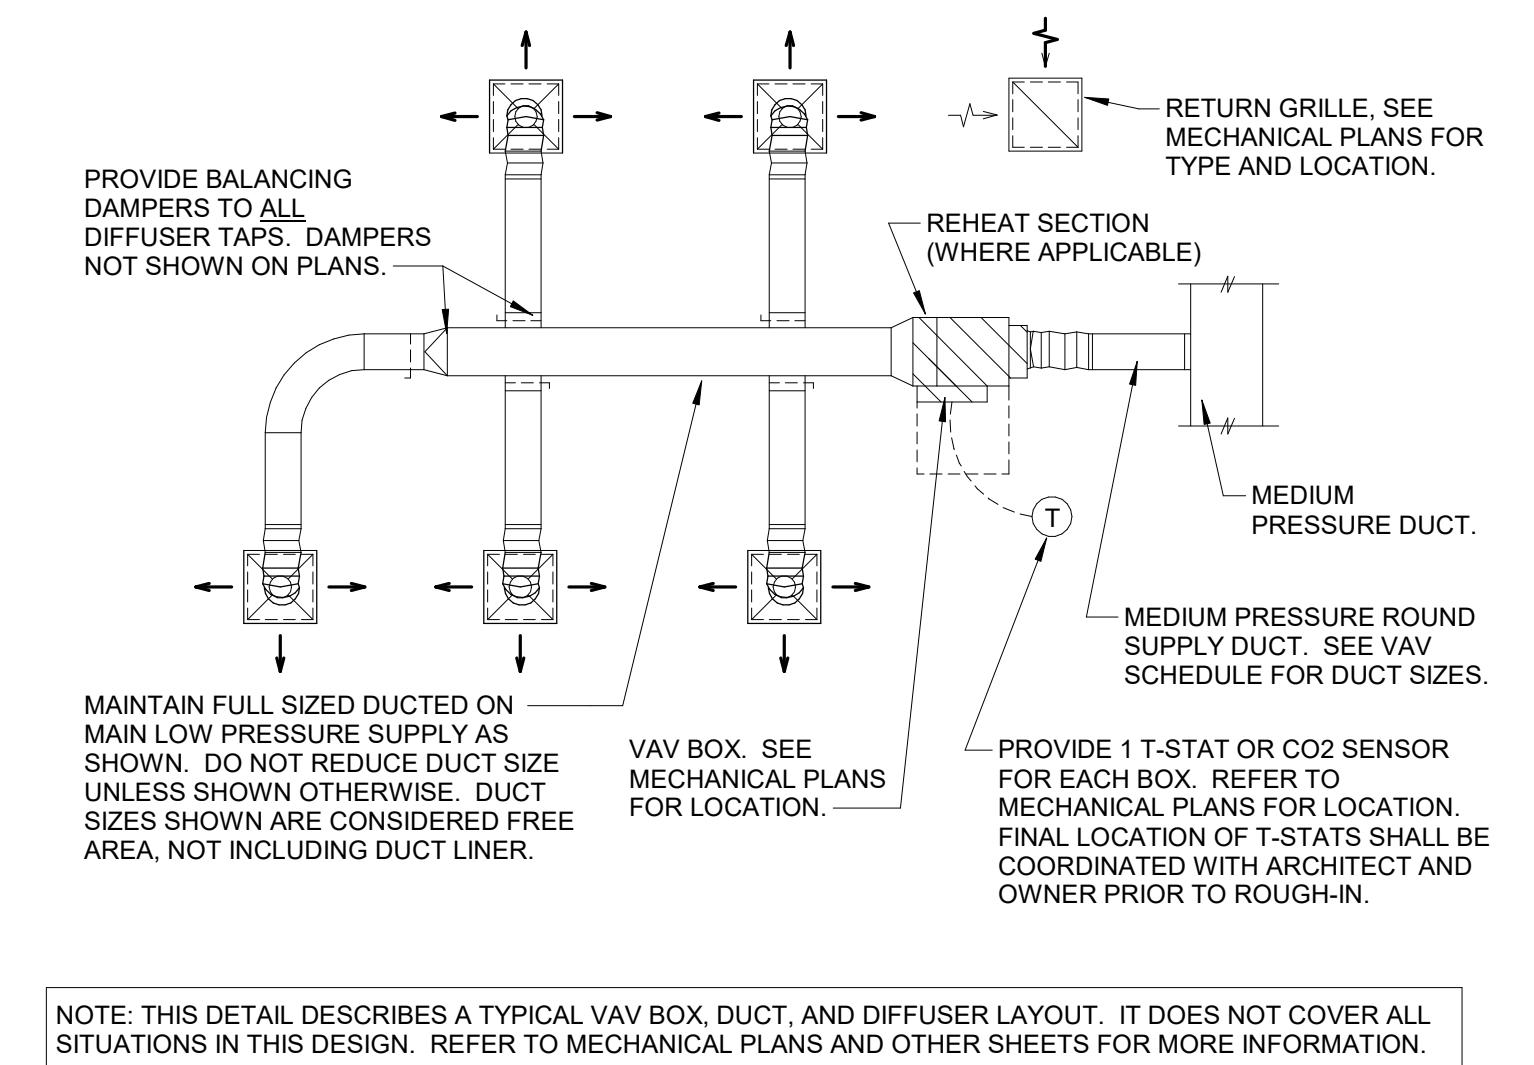 RETURN GRILLE, SEE
MECHANICAL PLANS FOR
TYPE AND LOCATION.
PROVIDE BALANCING
DAMPERS TO ALL
DIFFUSER TAPS.  DAMPERS
NOT SHOWN ON PLANS.
REHEAT SECTION
(WHERE APPLICABLE)
MEDIUM
PRESSURE DUCT.
T
MEDIUM PRESSURE ROUND
SUPPLY DUCT.  SEE VAV
SCHEDULE FOR DUCT SIZES.
MAINTAIN FULL SIZED DUCTED ON
MAIN LOW PRESSURE SUPPLY AS
SHOWN.  DO NOT REDUCE DUCT SIZE
UNLESS SHOWN OTHERWISE.  DUCT
SIZES SHOWN ARE CONSIDERED FREE
AREA, NOT INCLUDING DUCT LINER.
VAV BOX.  SEE
MECHANICAL PLANS
FOR LOCATION.
PROVIDE 1 T-STAT OR CO2 SENSOR
FOR EACH BOX.  REFER TO
MECHANICAL PLANS FOR LOCATION.
FINAL LOCATION OF T-STATS SHALL BE
COORDINATED WITH ARCHITECT AND
OWNER PRIOR TO ROUGH-IN.
NOTE: THIS DETAIL DESCRIBES A TYPICAL VAV BOX, DUCT, AND DIFFUSER LAYOUT.  IT DOES NOT COVER ALL
SITUATIONS IN THIS DESIGN.  REFER TO MECHANICAL PLANS AND OTHER SHEETS FOR MORE INFORMATION.